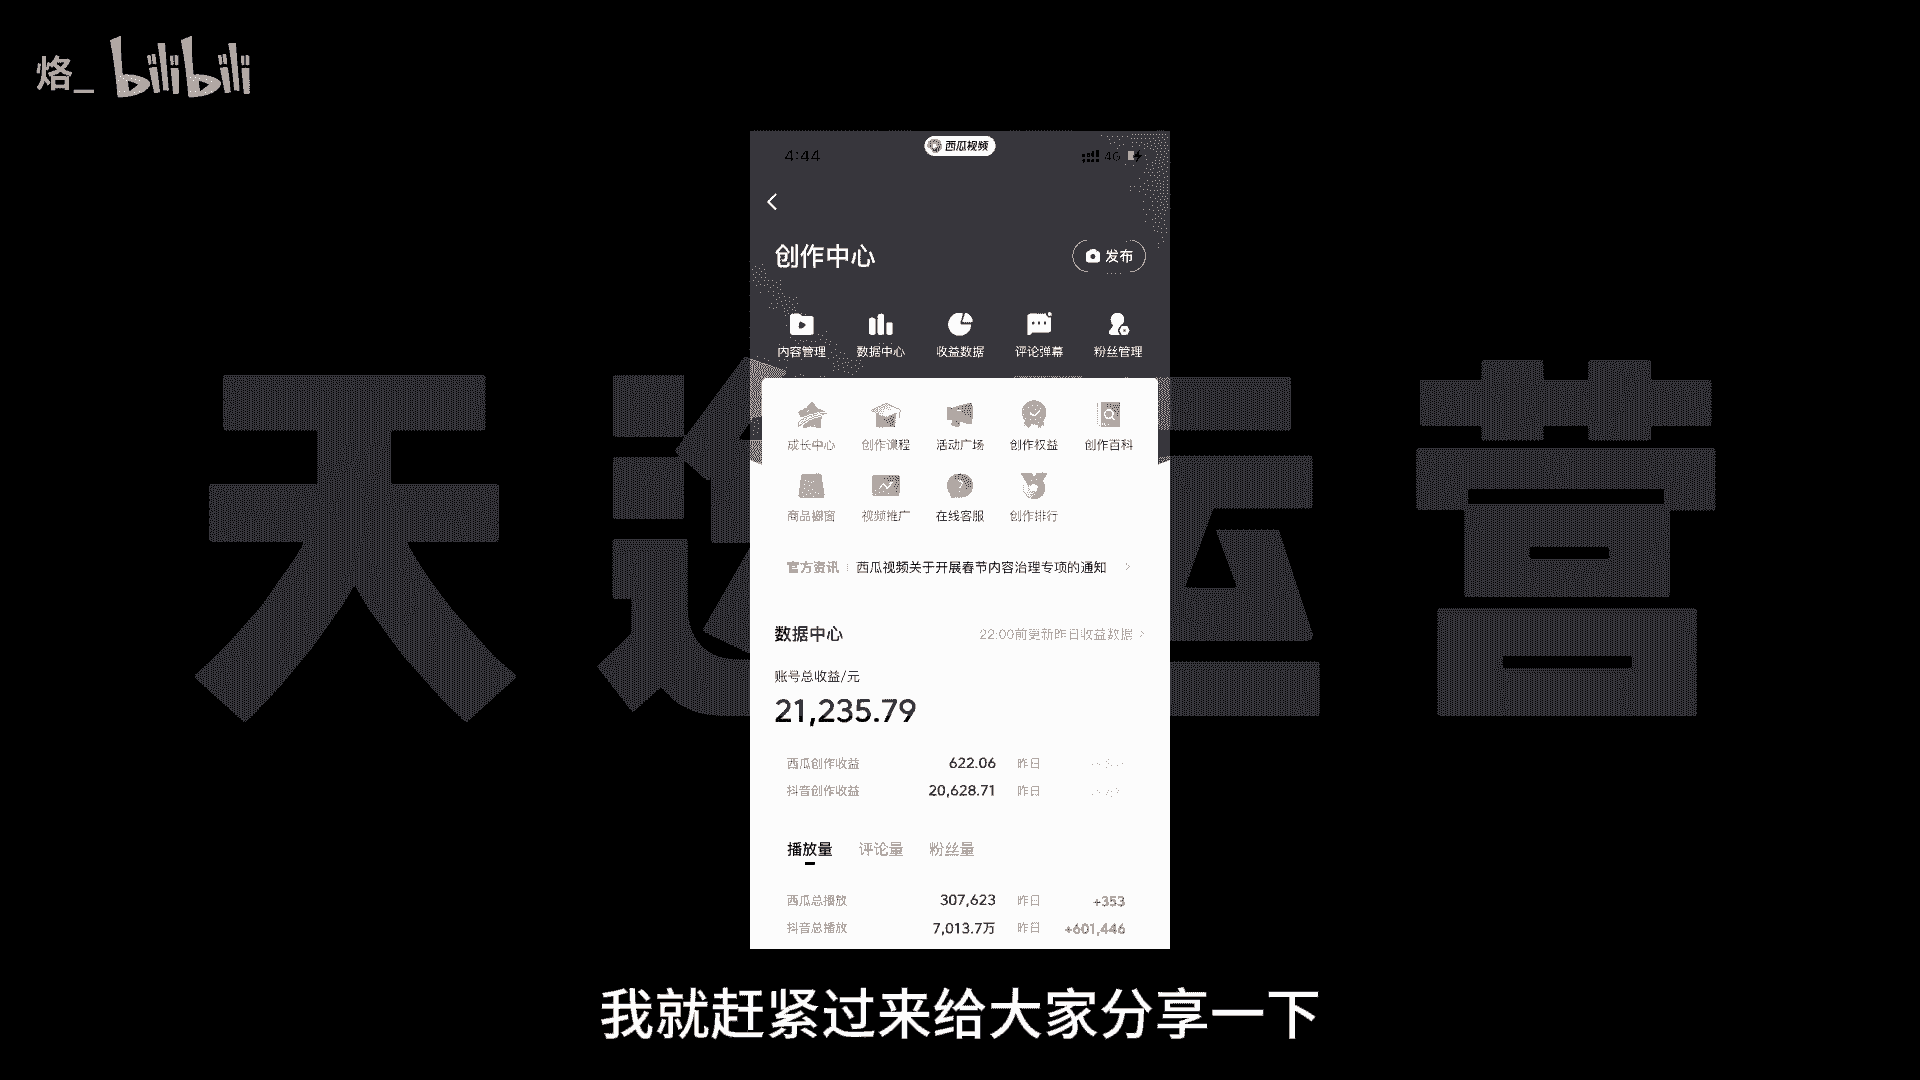 烙_ bilibili
西瓜视频
4:44
4G
创作中心
发布
内容管理 数据中心 收益数据 评论弹幕 粉丝管理
成长中心 创作课程 活动广场 创作权益 创作百科
商品橱窗 视频推广 在线客服 创作排行
官方资讯 西瓜视频关于开展春节内容治理专项的通知
数据中心 22:00前更新昨日收益数据
账号总收益/元
21,235.79
西瓜创作收益 622.06 昨日
抖音创作收益 20,628.71 昨日
播放量 评论量 粉丝量
西瓜总播放 307,623 昨日 +353
抖音总播放 7,013.7万 昨日 +601,446
天 运营
我就赶紧过来给大家分享一下